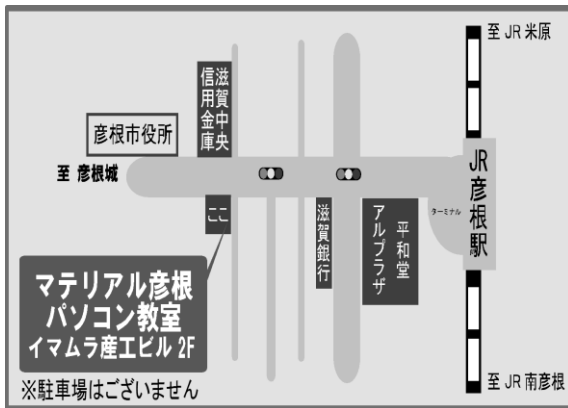 至 JR 米原
滋賀中央
信用金庫
彦根市役所
至 彦根城
JR彦根駅
ターミナル
ここ
滋賀銀行
平和堂
アルプラザ
マテリアル彦根
パソコン教室
イマムラ産工ビル 2F
※駐車場はございません
至 JR 南彦根